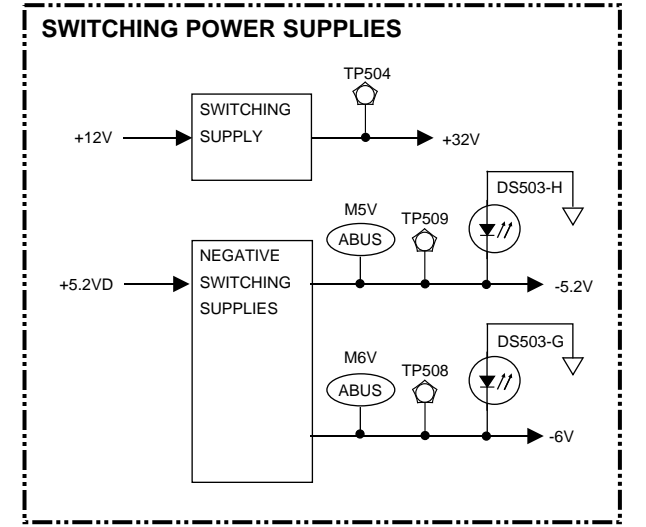 SWITCHING POWER SUPPLIES
TP504
+12V
SWITCHING
SUPPLY
+32V
DS503-H
M5V
ABUS
TP509
+5.2VD
NEGATIVE
SWITCHING
SUPPLIES
-5.2V
DS503-G
M6V
ABUS
TP508
-6V